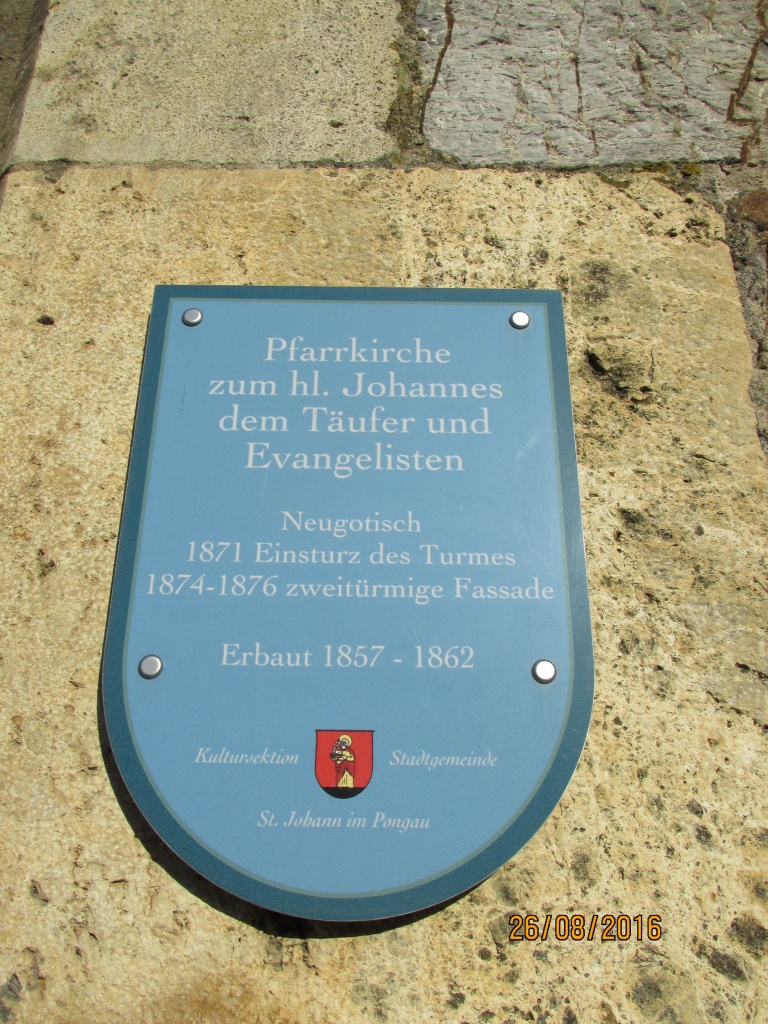 Pfarrkirche
zum hl. Johannes
dem Täufer und
Evangelisten
Neugotisch
1871 Einsturz des Turmes
1874-1876 zweitürmige Fassade
Erbaut 1857 - 1862
Kultursektion Stadtgemeinde
St. Johann im Pongau
26/08/2016